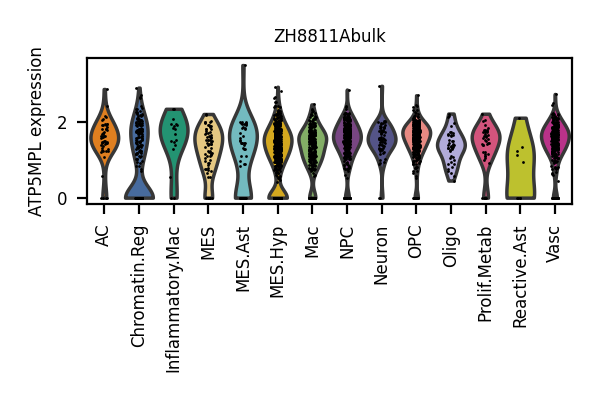 ZH8811Abulk
ATP5MPL expression
2
0
AC
Chromatin.Reg
Inflammatory.Mac
MES
MES.Ast
MES.Hyp
Mac
NPC
Neuron
OPC
Oligo
Prolif.Metab
Reactive.Ast
Vasc